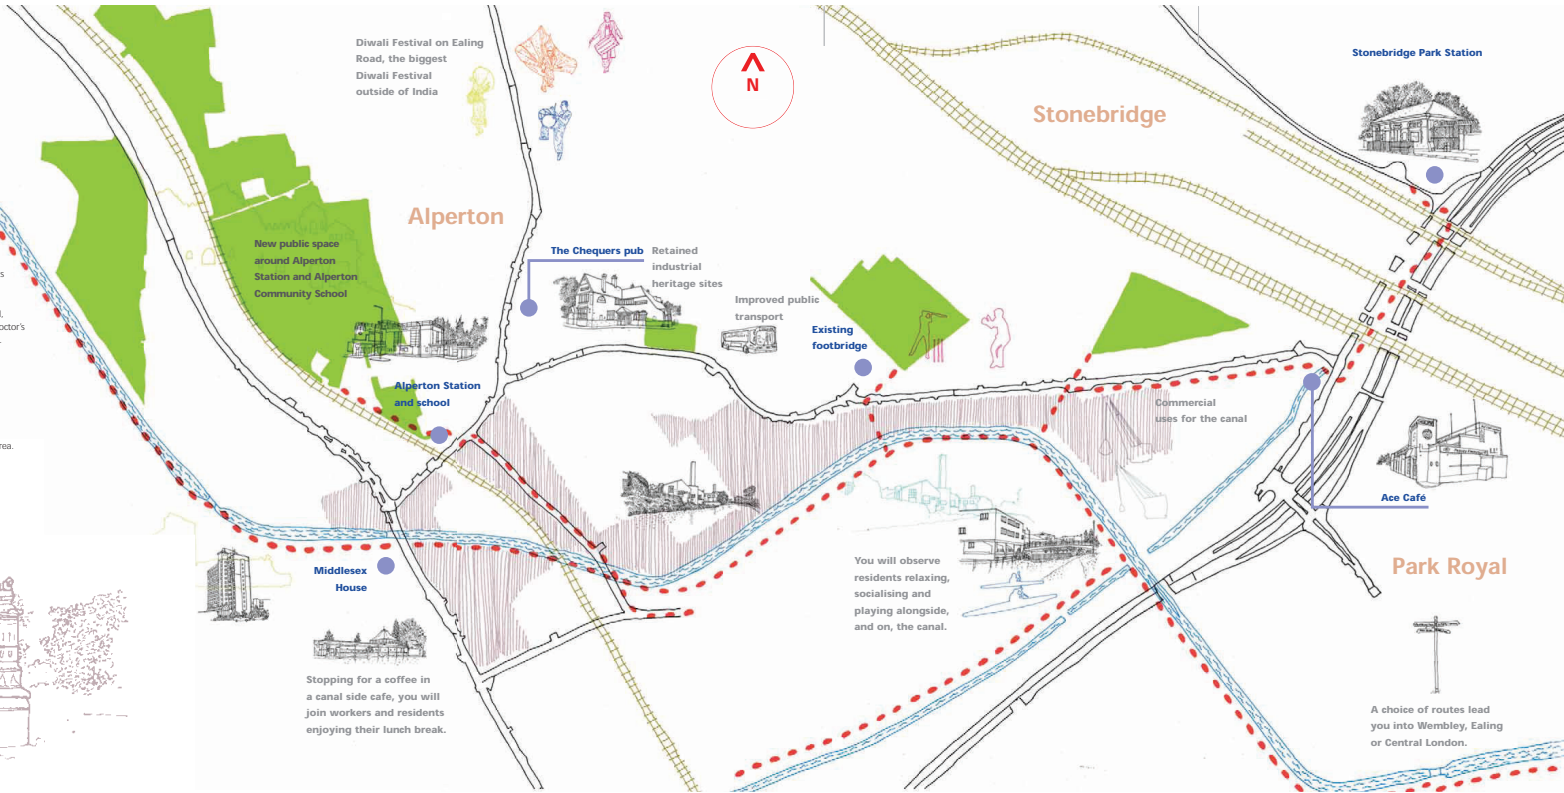 s
l.
octor's
rea.
Diwali Festival on Ealing
Road, the biggest
Diwali Festival
outside of India
N
Stonebridge
Stonebridge Park Station
Alperton
New public space
around Alperton
Station and Alperton
Community School
The Chequers pub
Retained
industrial
heritage sites
Improved public
transport
Existing
footbridge
Alperton Station
and school
Commercial
uses for the canal
Ace Café
Middlesex
House
You will observe
residents relaxing,
socialising and
playing alongside,
and on, the canal.
Park Royal
Stopping for a coffee in
a canal side cafe, you will
join workers and residents
enjoying their lunch break.
A choice of routes lead
you into Wembley, Ealing
or Central London.